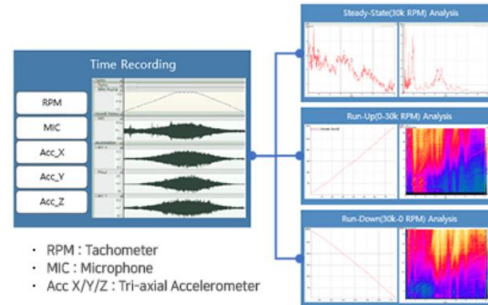 Time Recording
RPM
MIC
Acc_X
Acc_Y
Acc_Z
Steady-State(30k RPM) Analysis
Run-Up(0-30k RPM) Analysis
Run-Down(30k-0 RPM) Analysis
• RPM : Tachometer
• MIC : Microphone
• Acc X/Y/Z : Tri-axial Accelerometer